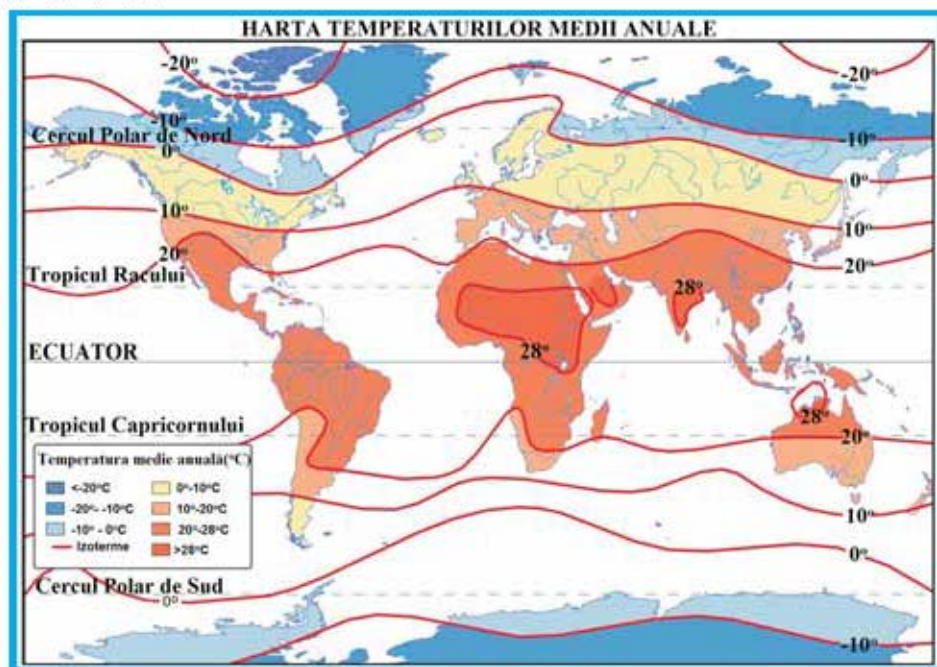 HARTA TEMPERATURILOR MEDII ANUALE
-20°
-20°
-10°
Cercul Polar de Nord
-10°
0°
0°
10°
10°
20°
20°
Tropicul Racului
28°
28°
ECUATOR
Tropicul Capricornului
28°
20°
Temperatura medie anuală(°C)
<-20°C
0°-10°C
-20°- -10°C
10°-20°C
-10° - 0°C
20°-28°C
Izoterme
>28°C
10°
0°
Cercul Polar de Sud
0°
-10°